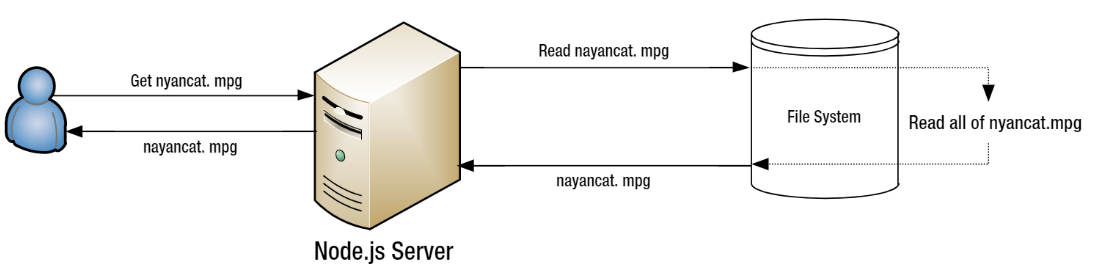 Get nyancat. mpg
nayancat. mpg
Node.js Server
Read nayancat. mpg
nayancat. mpg
File System
Read all of nyancat.mpg